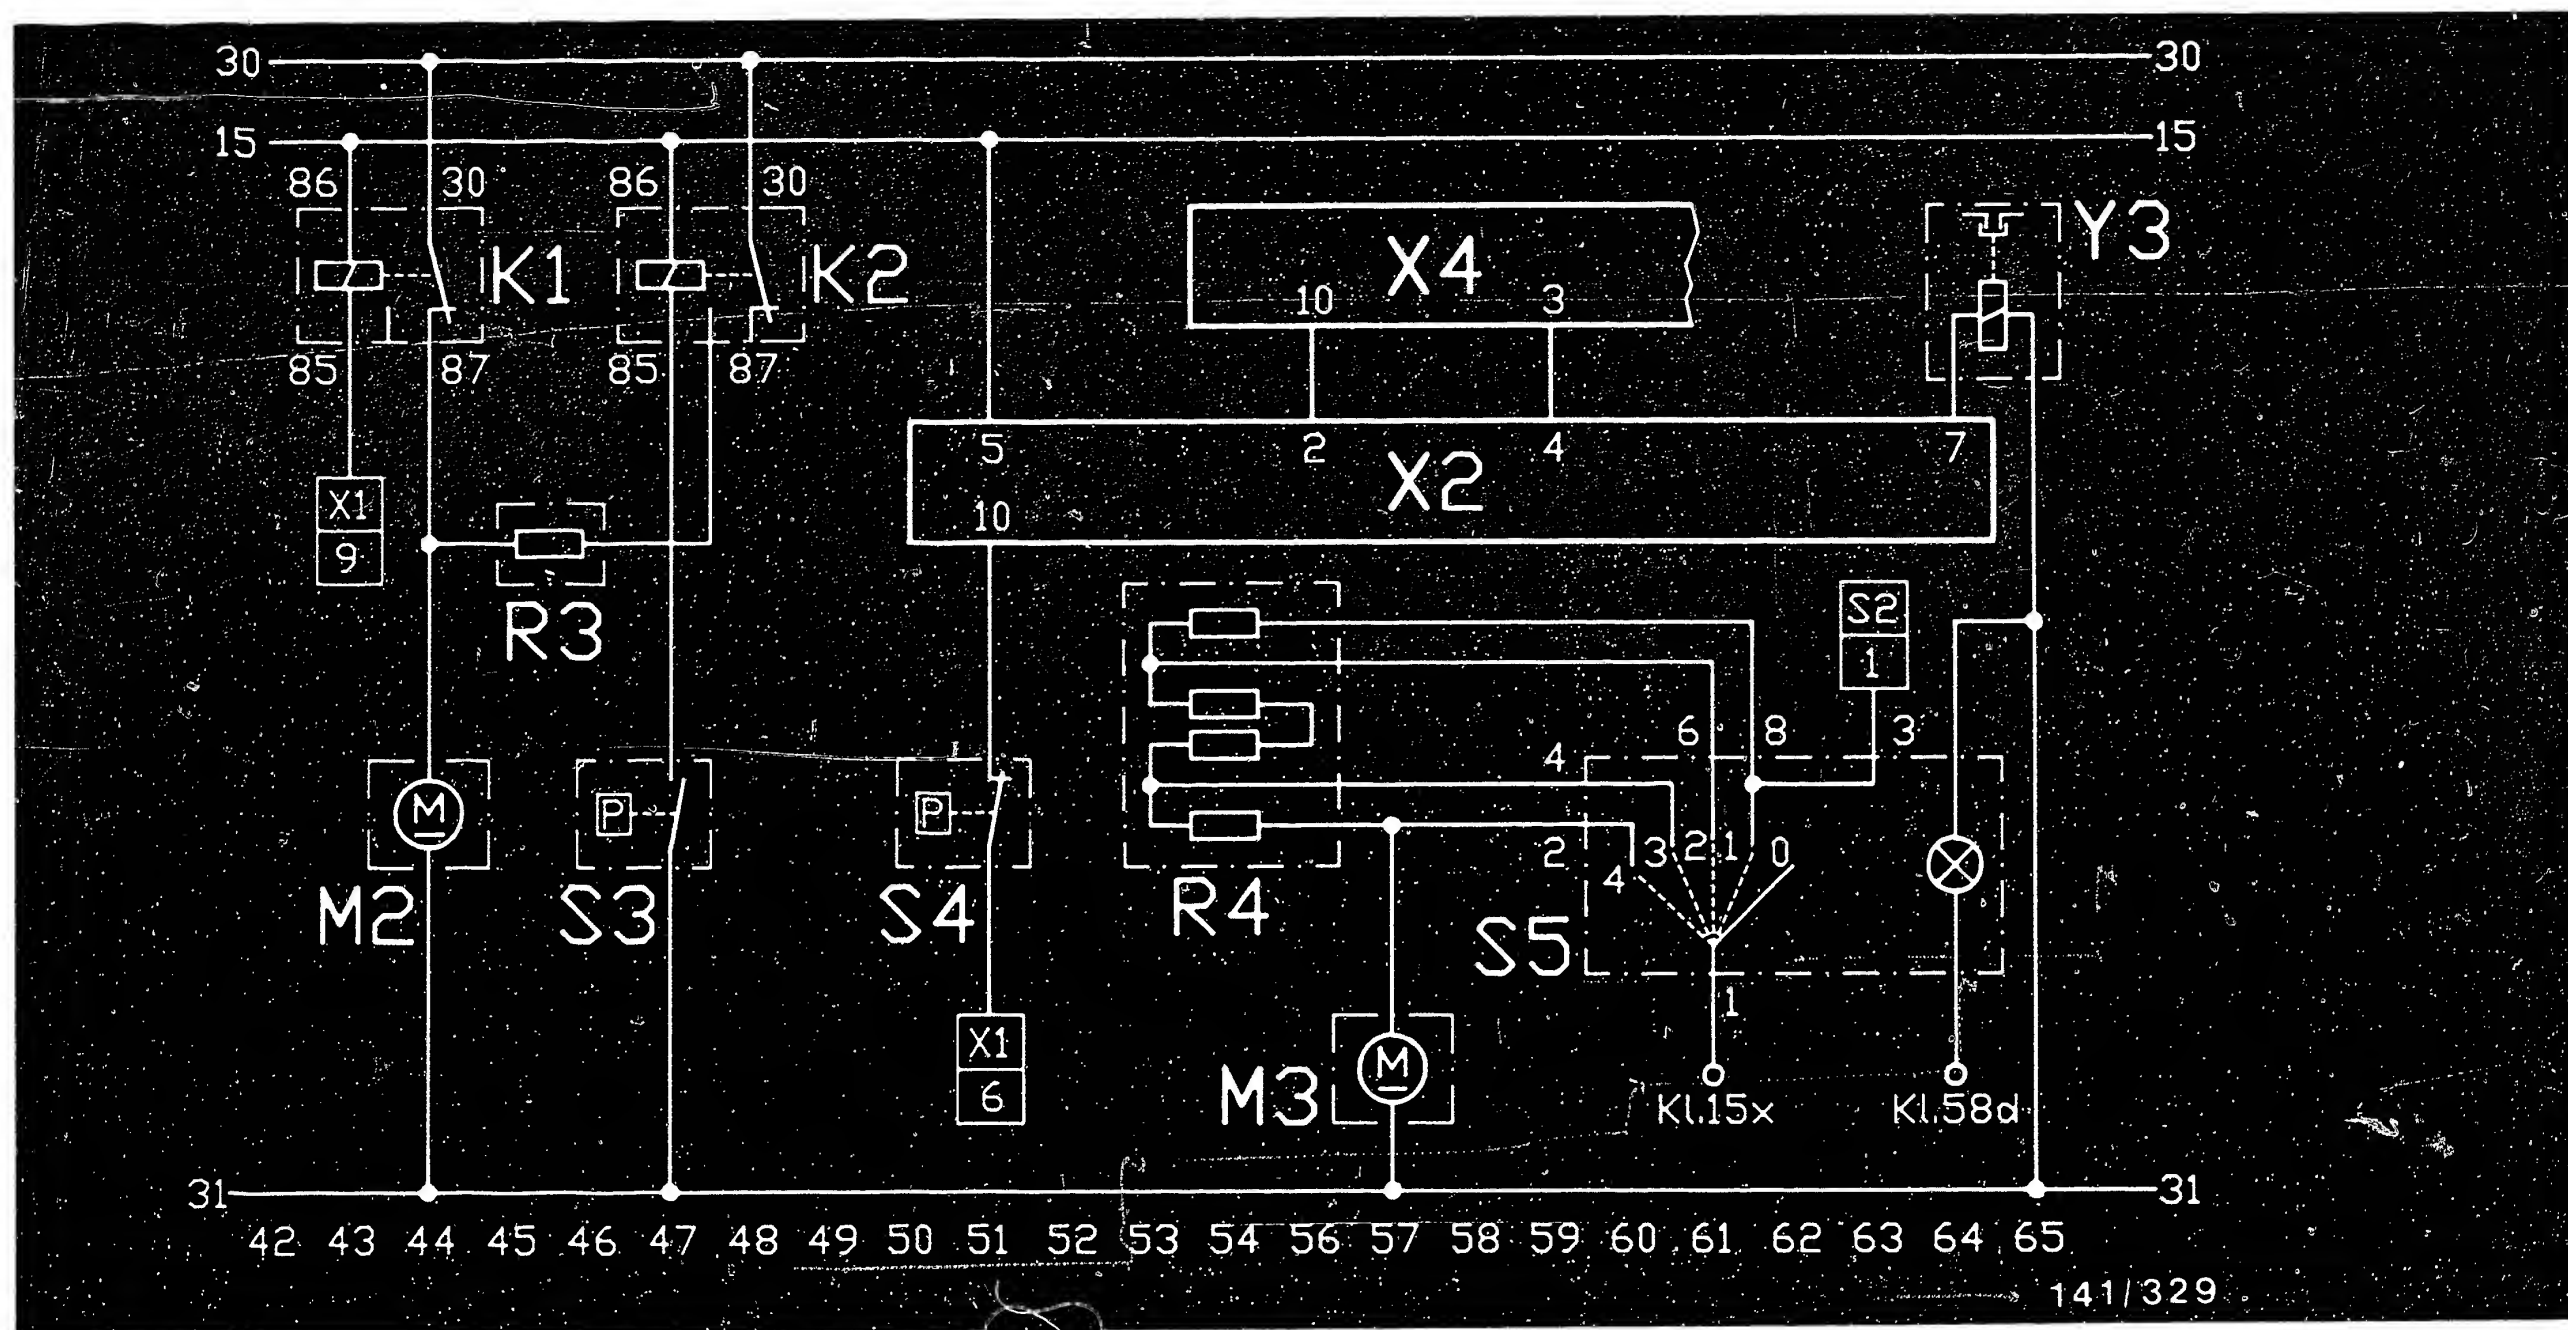 30 30
15 15
86 30 86 30
K1 K2 X4 Y3
10 3
85 87 85 87
5 2 4 7
X2
X1 10
9
R3 S2
1
6 8 3
4
M P P
2 3 2 1 0
4
M2 S3 S4 R4 S5
1
X1 M3 M
6 Kl.15x Kl.58d
31 31
42 43 44 45 46 47 48 49 50 51 52 53 54 55 56 57 58 59 60 61 62 63 64 65
141/329